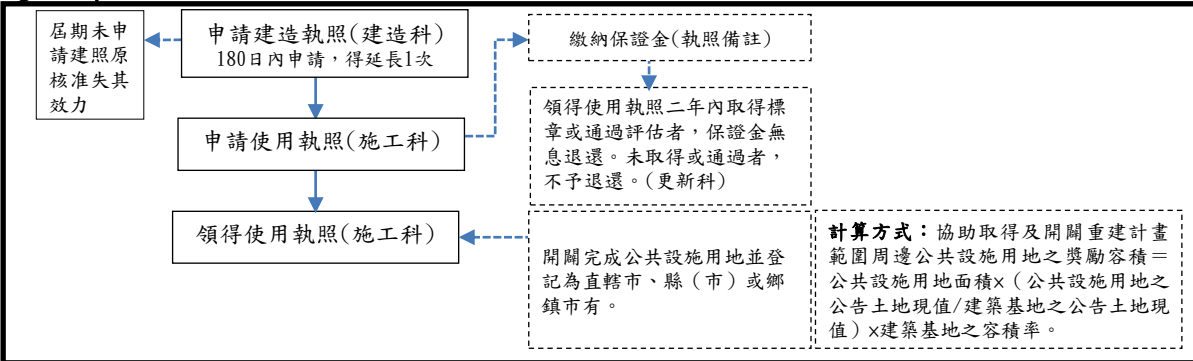 屆期未申
請建照原
核准失其
效力
申請建造執照(建造科)
180日內申請，得延長1次
繳納保證金(執照備註)
領得使用執照二年內取得標
章或通過評估者，保證金無
息退還。未取得或通過者，
不予退還。(更新科)
申請使用執照(施工科)
領得使用執照(施工科)
開闢完成公共設施用地並登
記為直轄市、縣（市）或鄉
鎮市有。
計算方式：協助取得及開闢重建計畫
範圍周邊公共設施用地之獎勵容積＝
公共設施用地面積x（公共設施用地之
公告土地現值/建築基地之公告土地現
值）x建築基地之容積率。